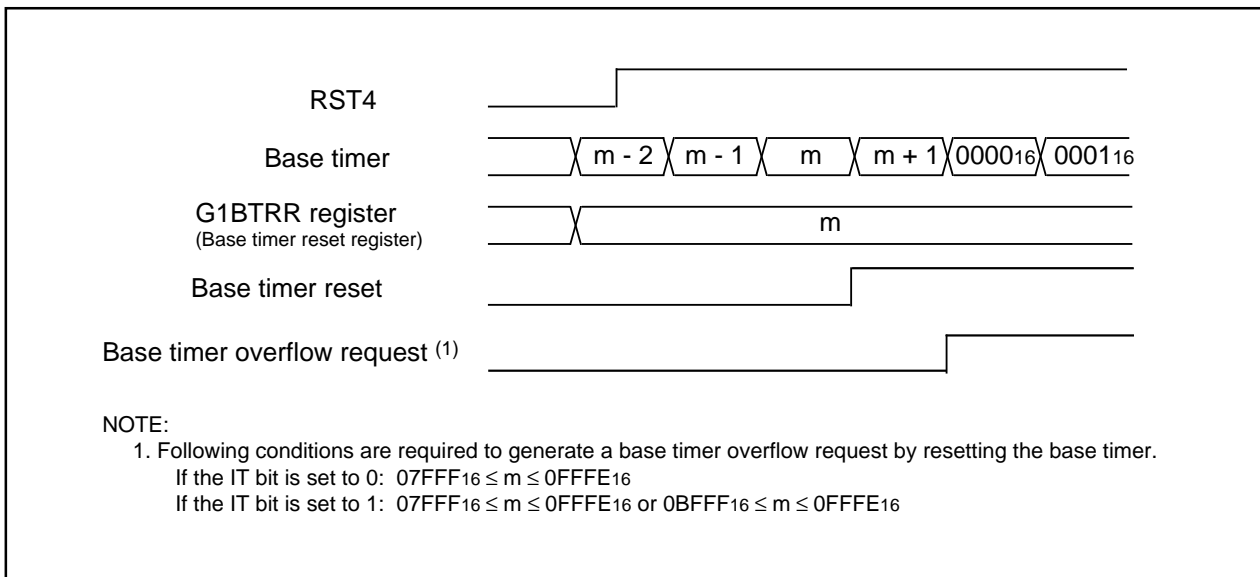 RST4
Base timer m - 2 m - 1 m m + 1 000016 000116
G1BTRR register
(Base timer reset register) m
Base timer reset
Base timer overflow request (1)
NOTE:
1. Following conditions are required to generate a base timer overflow request by resetting the base timer.
If the IT bit is set to 0: 07FFF16 ≤ m ≤ 0FFFE16
If the IT bit is set to 1: 07FFF16 ≤ m ≤ 0FFFE16 or 0BFFF16 ≤ m ≤ 0FFFE16